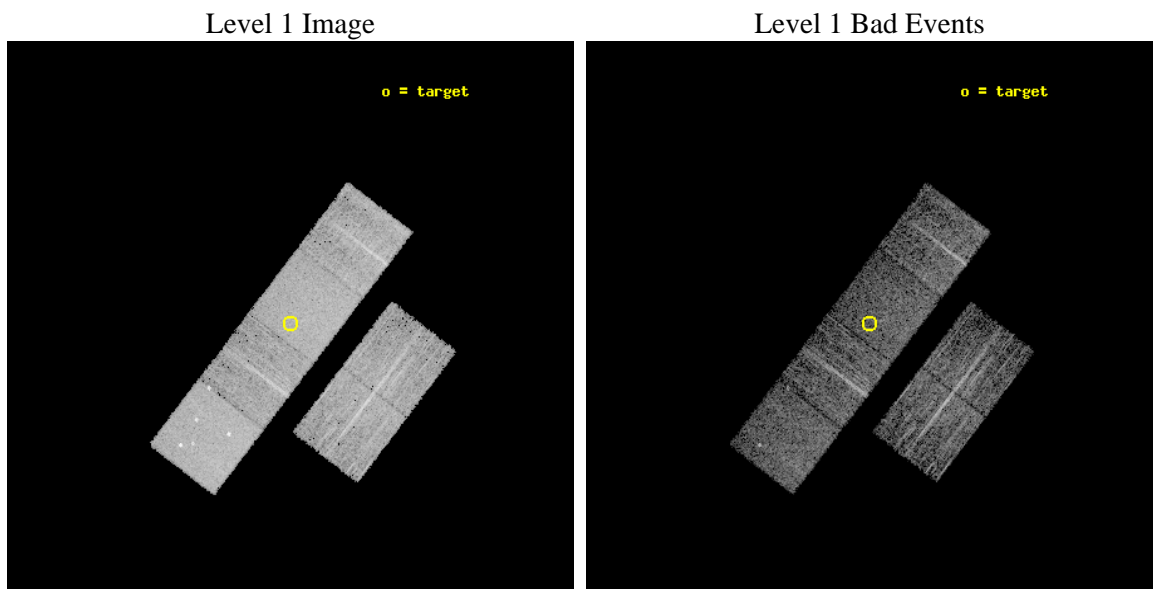 Level 1 Image
Level 1 Bad Events
o = target
o = target